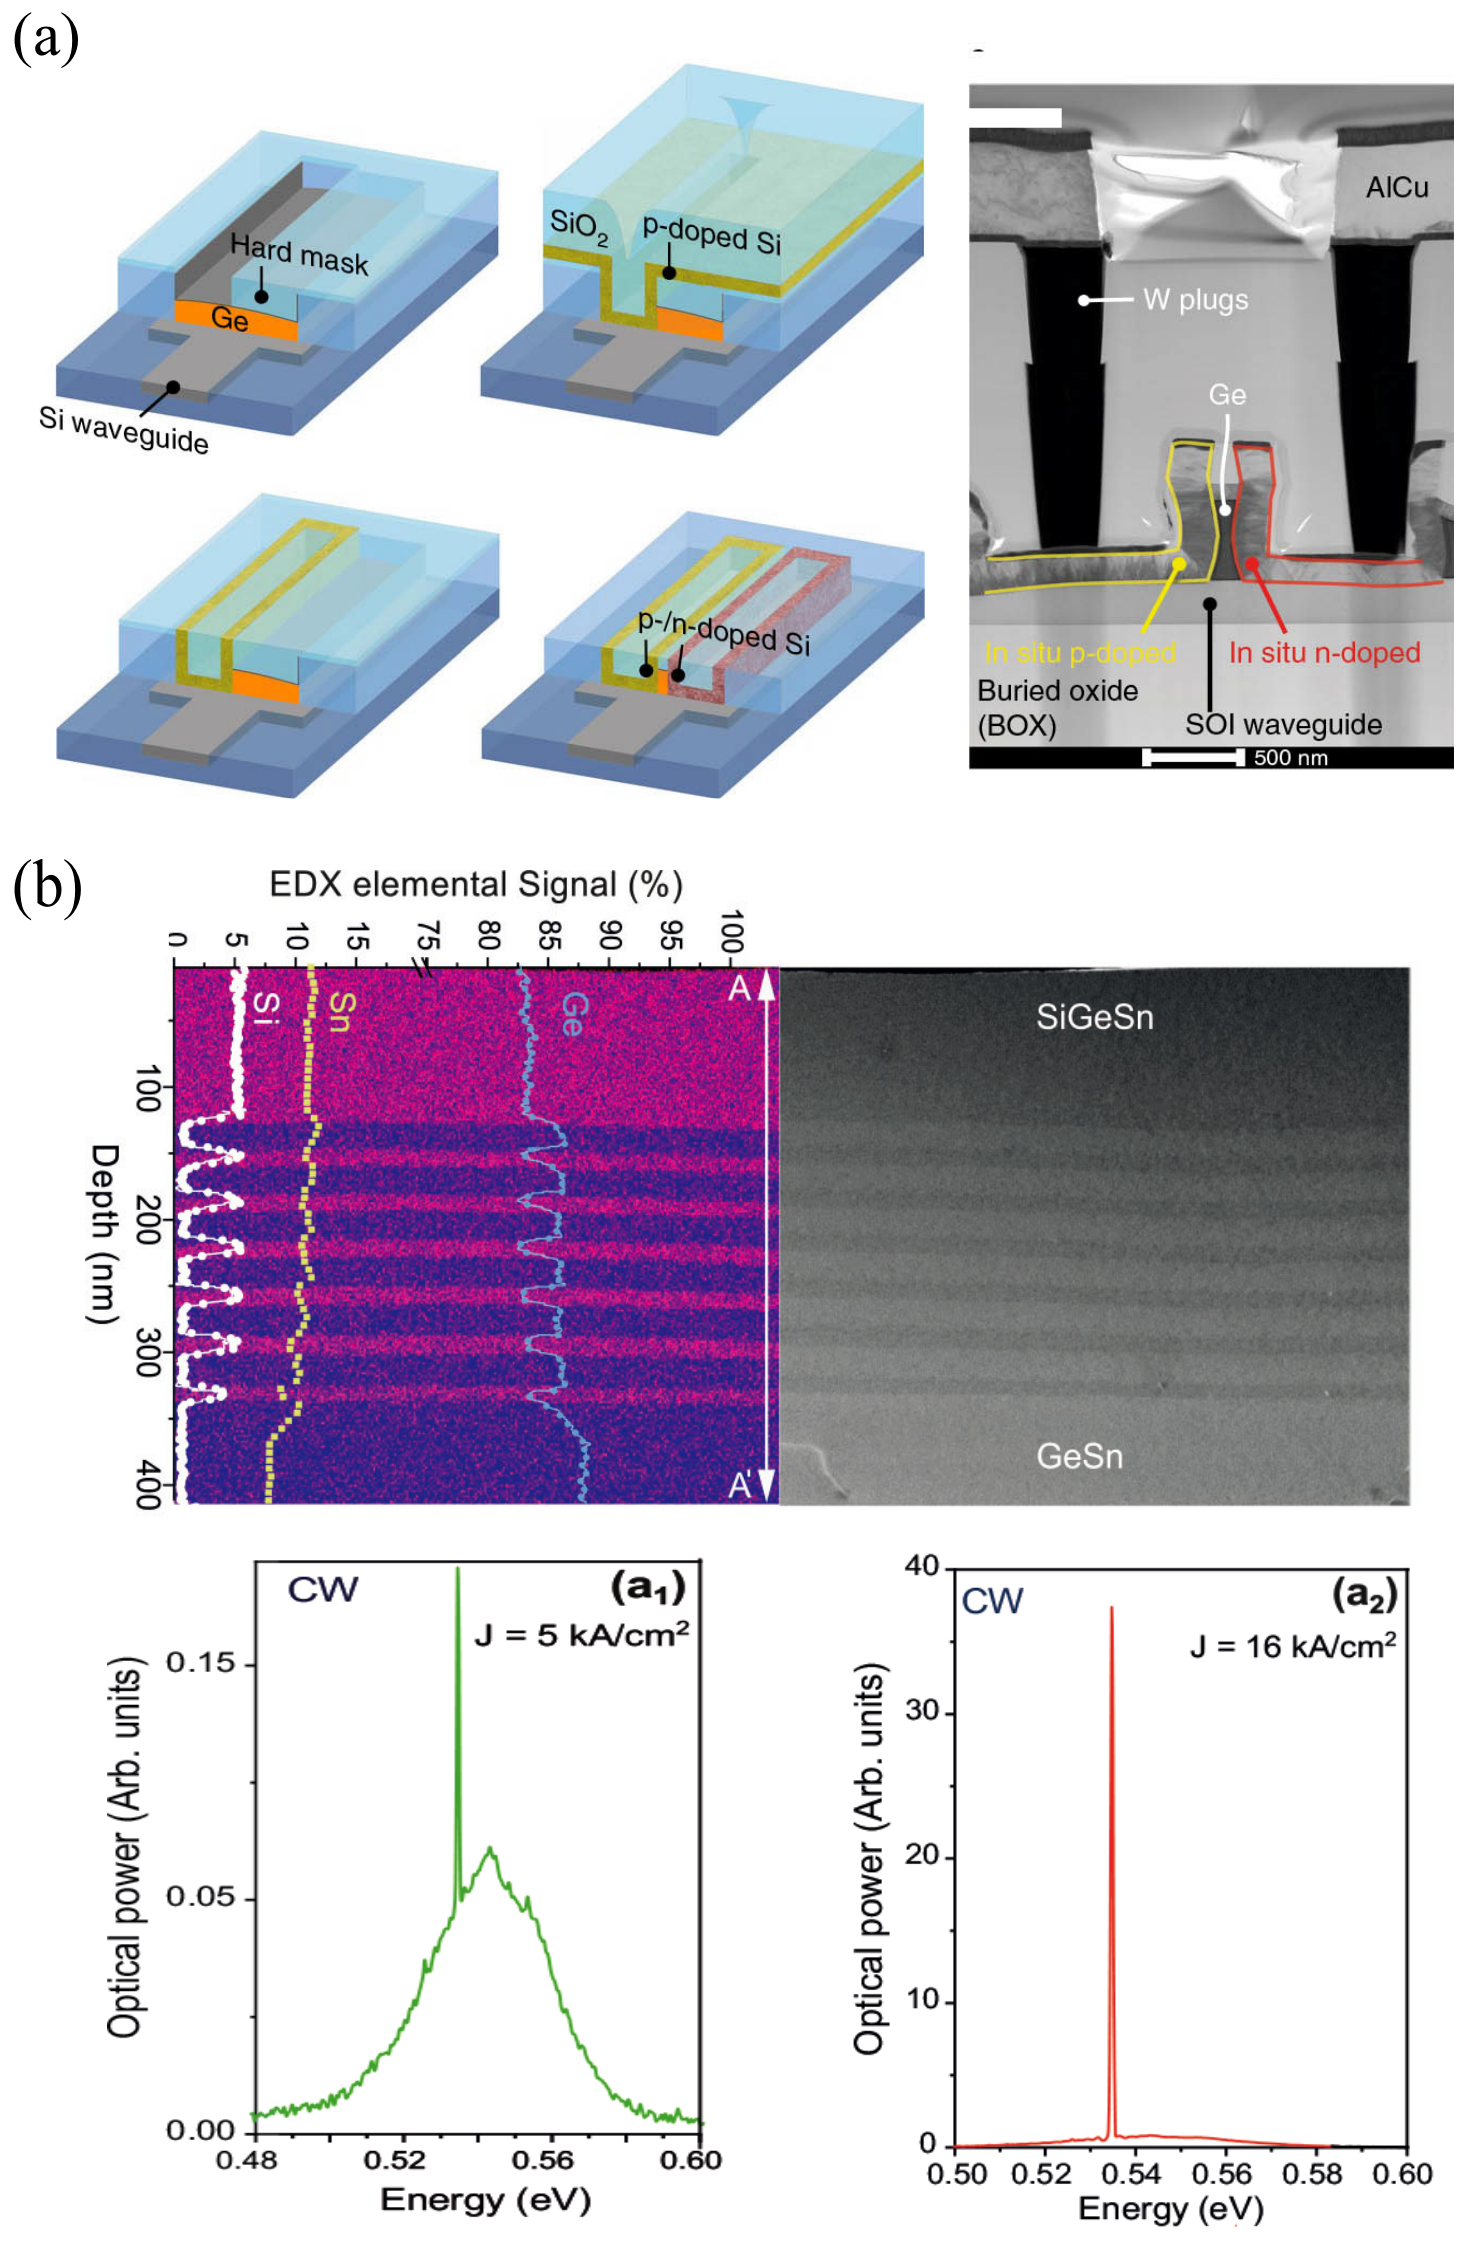 (a)
Hard mask
Ge
Si waveguide
SiO2
p-doped Si
p-/n-doped Si
AlCu
W plugs
Ge
In situ p-doped
In situ n-doped
Buried oxide
(BOX)
SOI waveguide
500 nm
(b)
EDX elemental Signal (%)
0 5 10 15 75 80 85 90 95 100
Si
Sn
Ge
A
A'
Depth (nm)
100
200
300
400
SiGeSn
GeSn
CW
(a1)
J = 5 kA/cm²
Optical power (Arb. units)
0.15
0.05
0.00
0.48 0.52 0.56 0.60
Energy (eV)
CW
(a2)
J = 16 kA/cm²
Optical power (Arb. units)
40
30
20
10
0
0.50 0.52 0.54 0.56 0.58 0.60
Energy (eV)